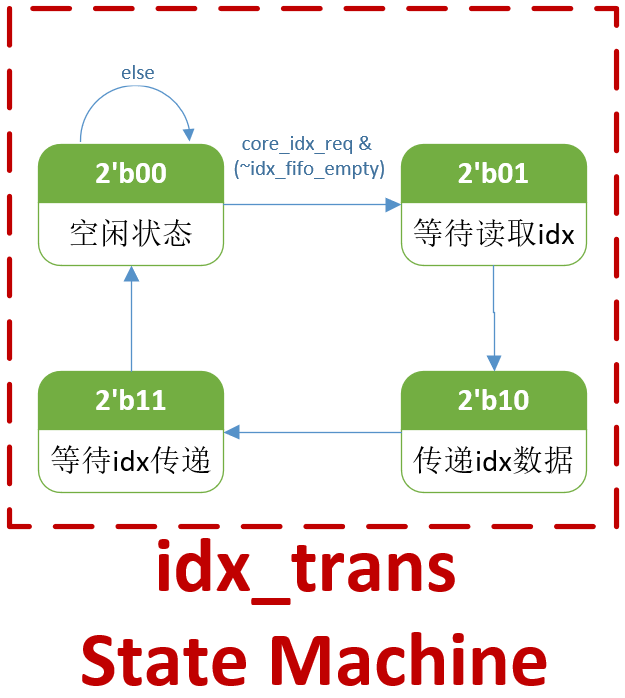 else
core_idx_req &
(~idx_fifo_empty)
2'b00
空闲状态
2'b01
等待读取idx
2'b11
等待idx传递
2'b10
传递idx数据
idx_trans
State Machine